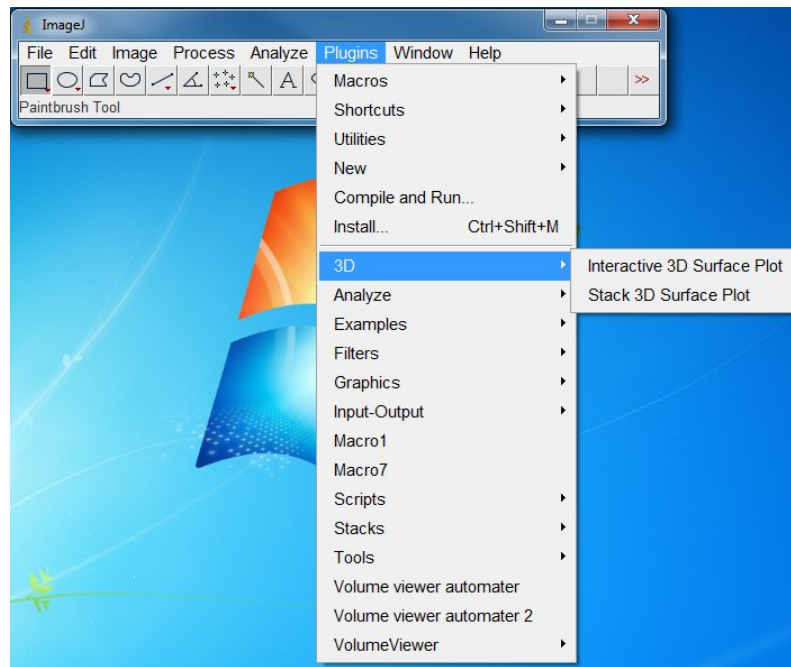 ImageJ
File Edit Image Process Analyze Plugins Window Help
A >>
Paintbrush Tool
Macros
Shortcuts
Utilities
New
Compile and Run...
Install... Ctrl+Shift+M
3D
Interactive 3D Surface Plot
Stack 3D Surface Plot
Analyze
Examples
Filters
Graphics
Input-Output
Macro1
Macro7
Scripts
Stacks
Tools
Volume viewer automater
Volume viewer automater 2
VolumeViewer